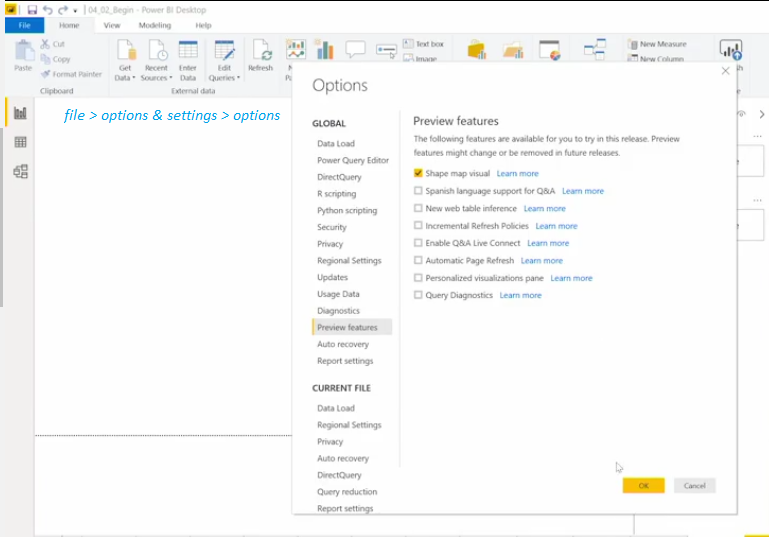 04_02_Begin - Power BI Desktop
File Home View Modeling Help
Paste
Cut
Copy
Format Painter
Clipboard
Get Data
Recent Sources
Enter Data
Edit Queries
Refresh
External data
Text box
Image
New Measure
New Column
file > options & settings > options
Options
GLOBAL
Data Load
Power Query Editor
DirectQuery
R scripting
Python scripting
Security
Privacy
Regional Settings
Updates
Usage Data
Diagnostics
Preview features
Auto recovery
Report settings
CURRENT FILE
Data Load
Regional Settings
Privacy
Auto recovery
DirectQuery
Query reduction
Report settings
Preview features
The following features are available for you to try in this release. Preview
features might change or be removed in future releases.
Shape map visual Learn more
Spanish language support for Q&A Learn more
New web table inference Learn more
Incremental Refresh Policies Learn more
Enable Q&A Live Connect Learn more
Automatic Page Refresh Learn more
Personalized visualizations pane Learn more
Query Diagnostics Learn more
OK Cancel